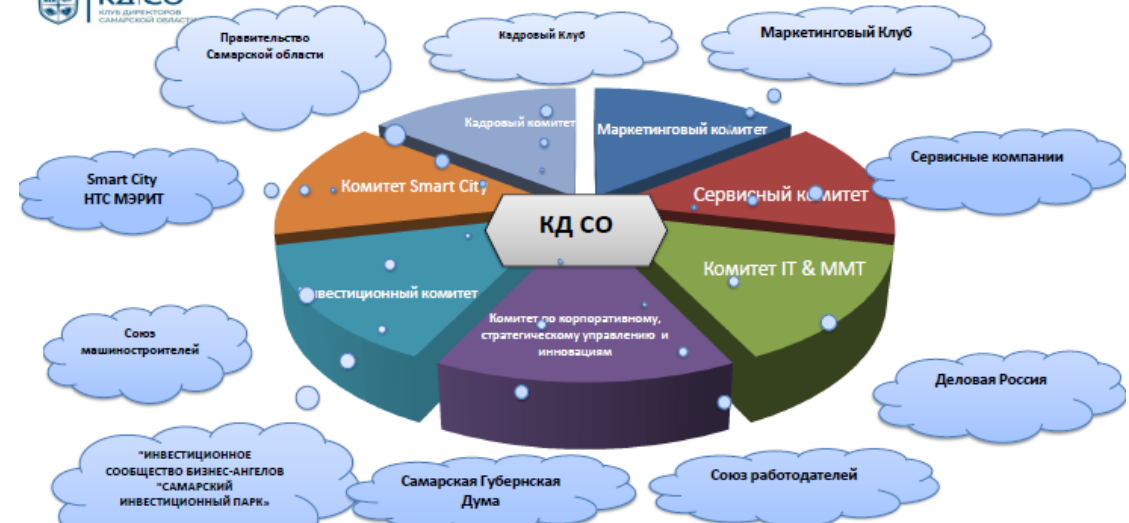 КД СО
КЛУБ ДИРЕКТОРОВ
САМАРСКОЙ ОБЛАСТИ
Правительство
Самарской области
Кадровый Клуб
Маркетинговый Клуб
Кадровый комитет
Маркетинговый комитет
Smart City
НТС МЭРИТ
Комитет Smart City
Сервисный комитет
Сервисные компании
КД СО
Инвестиционный комитет
Комитет IT & ММТ
Комитет по корпоративному,
стратегическому управлению и
инновациям
Союз
машиностроителей
Деловая Россия
"ИНВЕСТИЦИОННОЕ
СООБЩЕСТВО БИЗНЕС-АНГЕЛОВ
"САМАРСКИЙ
ИНВЕСТИЦИОННЫЙ ПАРК»
Самарская Губернская
Дума
Союз работодателей